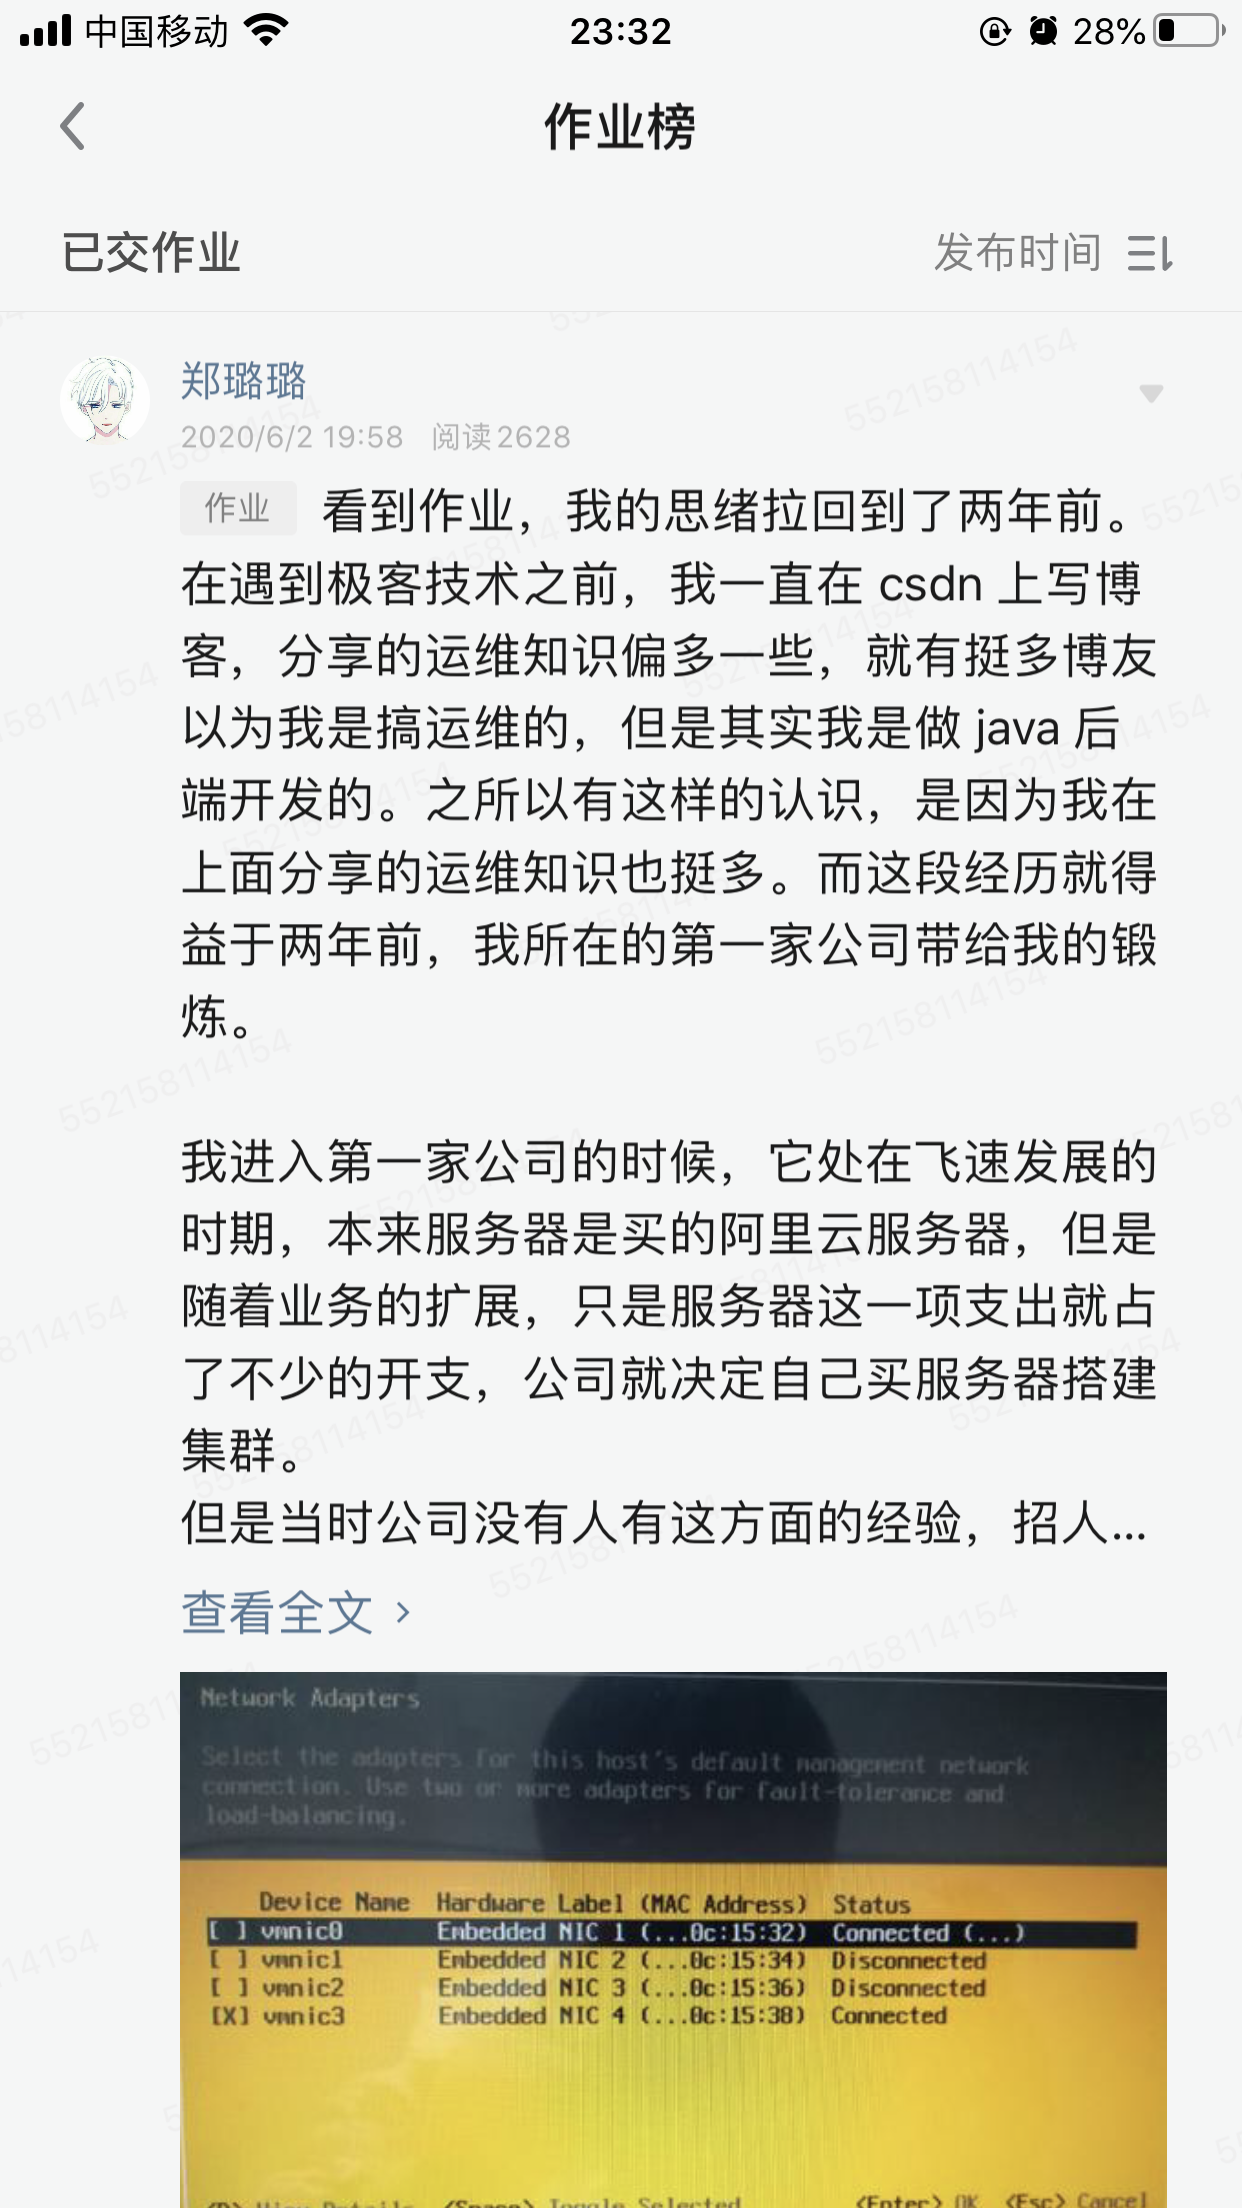 中国移动
23:32
28%
作业榜
已交作业
发布时间
郑璐璐
2020/6/2 19:58 阅读2628
作业 看到作业，我的思绪拉回到了两年前。
在遇到极客技术之前，我一直在 csdn 上写博
客，分享的运维知识偏多一些，就有挺多博友
以为我是搞运维的，但是其实我是做 java 后
端开发的。之所以有这样的认识，是因为我在
上面分享的运维知识也挺多。而这段经历就得
益于两年前，我所在的第一家公司带给我的锻
炼。
我进入第一家公司的时候，它处在飞速发展的
时期，本来服务器是买的阿里云服务器，但是
随着业务的扩展，只是服务器这一项支出就占
了不少的开支，公司就决定自己买服务器搭建
集群。
但是当时公司没有人有这方面的经验，招人...
查看全文 >
Network Adapters
Select the adapters for this host's default management network
connection. Use two or more adapters for fault-tolerance and
load-balancing.
Device Name Hardware Label (MAC Address) Status
[ ] vmnic0 Embedded NIC 1 (...0c:15:32) Connected (...)
[ ] vmnic1 Embedded NIC 2 (...0c:15:34) Disconnected
[ ] vmnic2 Embedded NIC 3 (...0c:15:36) Disconnected
[X] vmnic3 Embedded NIC 4 (...0c:15:38) Connected
<D> View Details <Space> Toggle Selected <Enter> OK <Esc> Cancel
552158114154